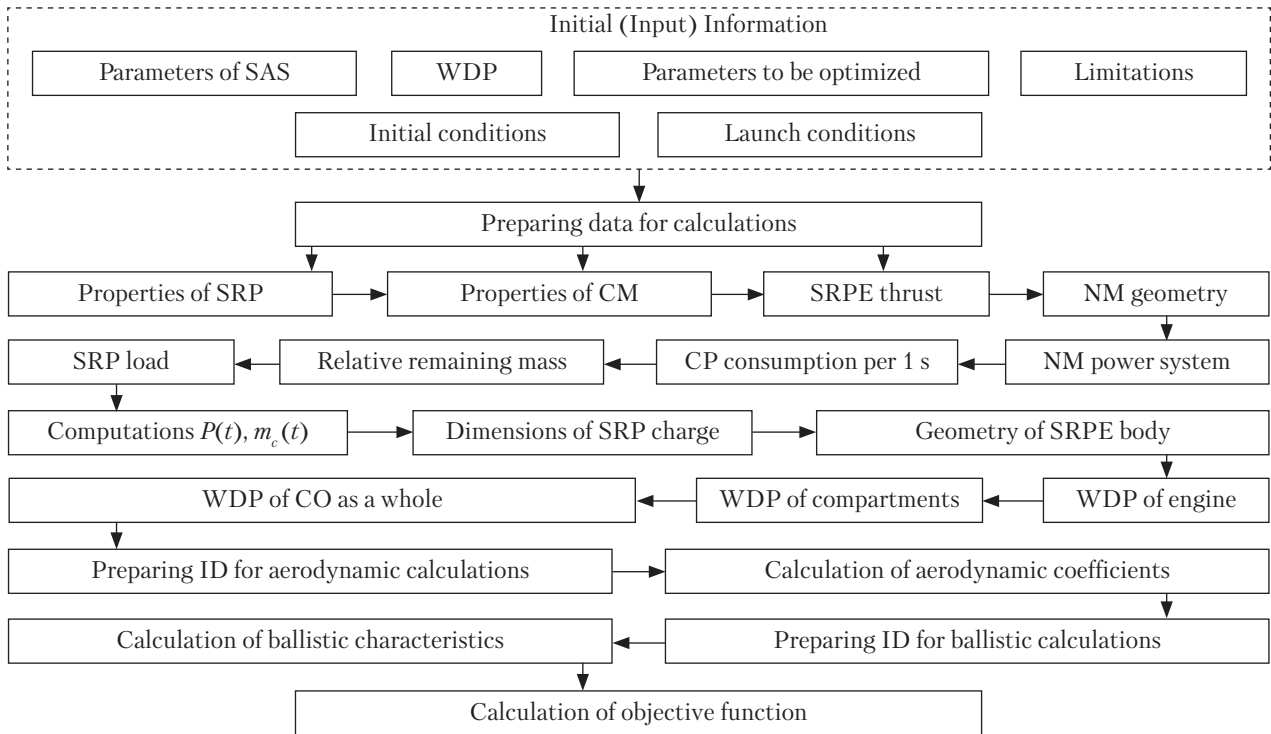 Initial (Input) Information
Parameters of SAS
WDP
Parameters to be optimized
Limitations
Initial conditions
Launch conditions
Preparing data for calculations
Properties of SRP
Properties of CM
SRPE thrust
NM geometry
SRP load
Relative remaining mass
CP consumption per 1 s
NM power system
Computations P(t), m_c(t)
Dimensions of SRP charge
Geometry of SRPE body
WDP of CO as a whole
WDP of compartments
WDP of engine
Preparing ID for aerodynamic calculations
Calculation of aerodynamic coefficients
Calculation of ballistic characteristics
Preparing ID for ballistic calculations
Calculation of objective function